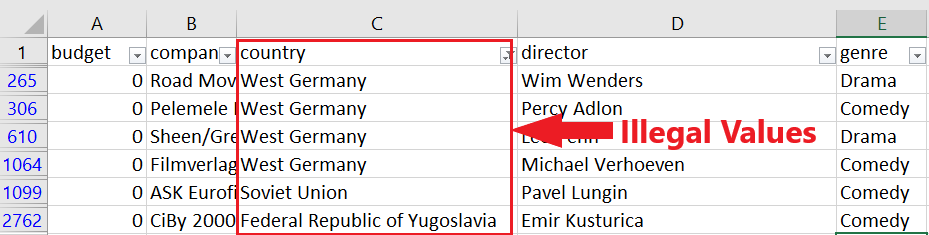 A B C D E
1 budget compan country director genre
265 0 Road Mov West Germany Wim Wenders Drama
306 0 Pelemele West Germany Percy Adlon Comedy
610 0 Sheen/Gre West Germany Drama
Illegal Values
1064 0 Filmverlag West Germany Michael Verhoeven Comedy
1099 0 ASK Eurofi Soviet Union Pavel Lungin Comedy
2762 0 CiBy 2000 Federal Republic of Yugoslavia Emir Kusturica Comedy